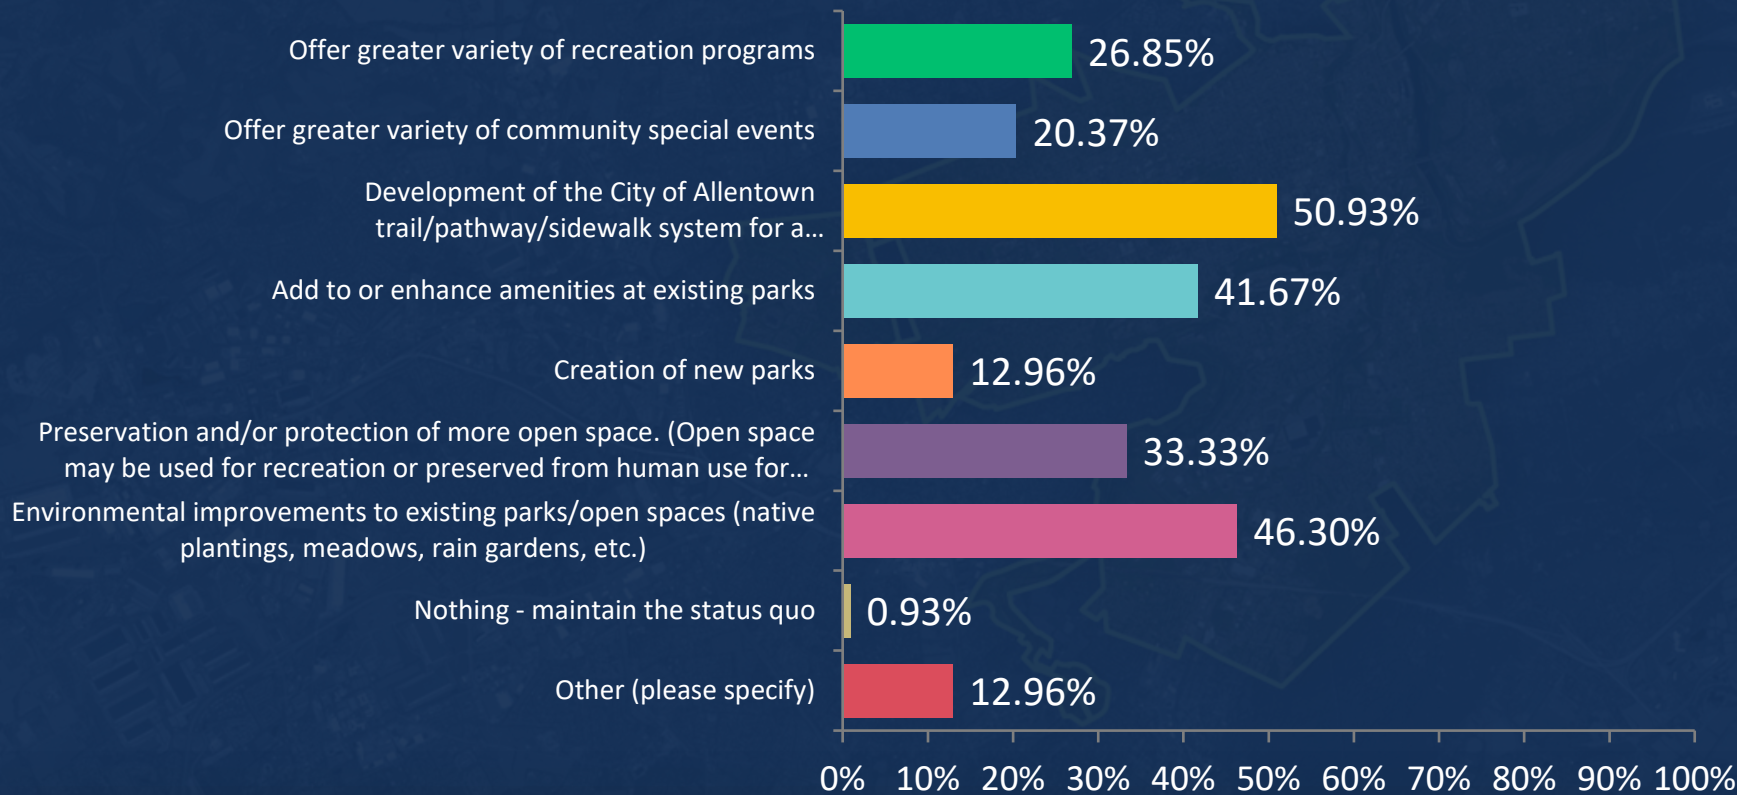 Offer greater variety of recreation programs
26.85%
Offer greater variety of community special events
20.37%
Development of the City of Allentown
trail/pathway/sidewalk system for a...
50.93%
Add to or enhance amenities at existing parks
41.67%
Creation of new parks
12.96%
Preservation and/or protection of more open space. (Open space
may be used for recreation or preserved from human use for...
33.33%
Environmental improvements to existing parks/open spaces (native
plantings, meadows, rain gardens, etc.)
46.30%
Nothing - maintain the status quo
0.93%
Other (please specify)
12.96%
0% 10% 20% 30% 40% 50% 60% 70% 80% 90% 100%